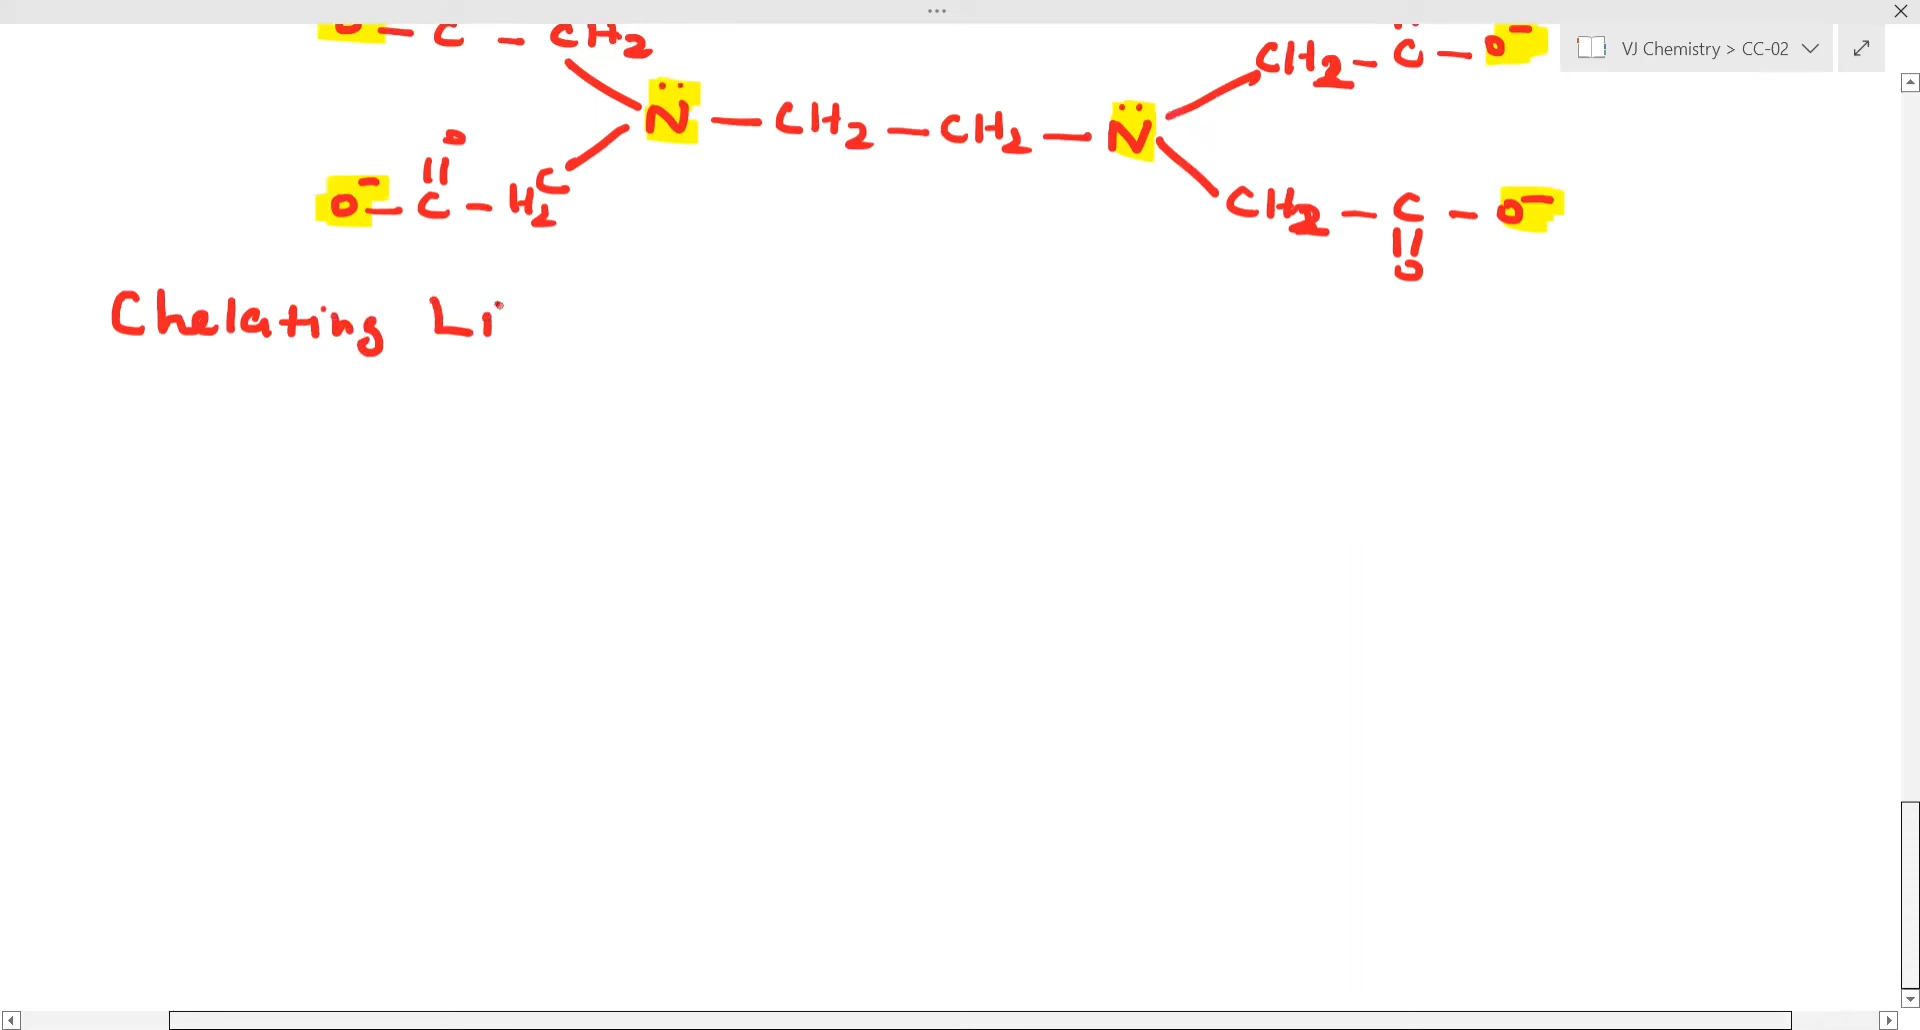 VJ Chemistry > CC-02
O — C — CH2
CH2 — C — O⁻
N̈ — CH2 — CH2 — N̈
O
O⁻ — C — H2C
CH2 — C — O⁻
O
Chelating Li